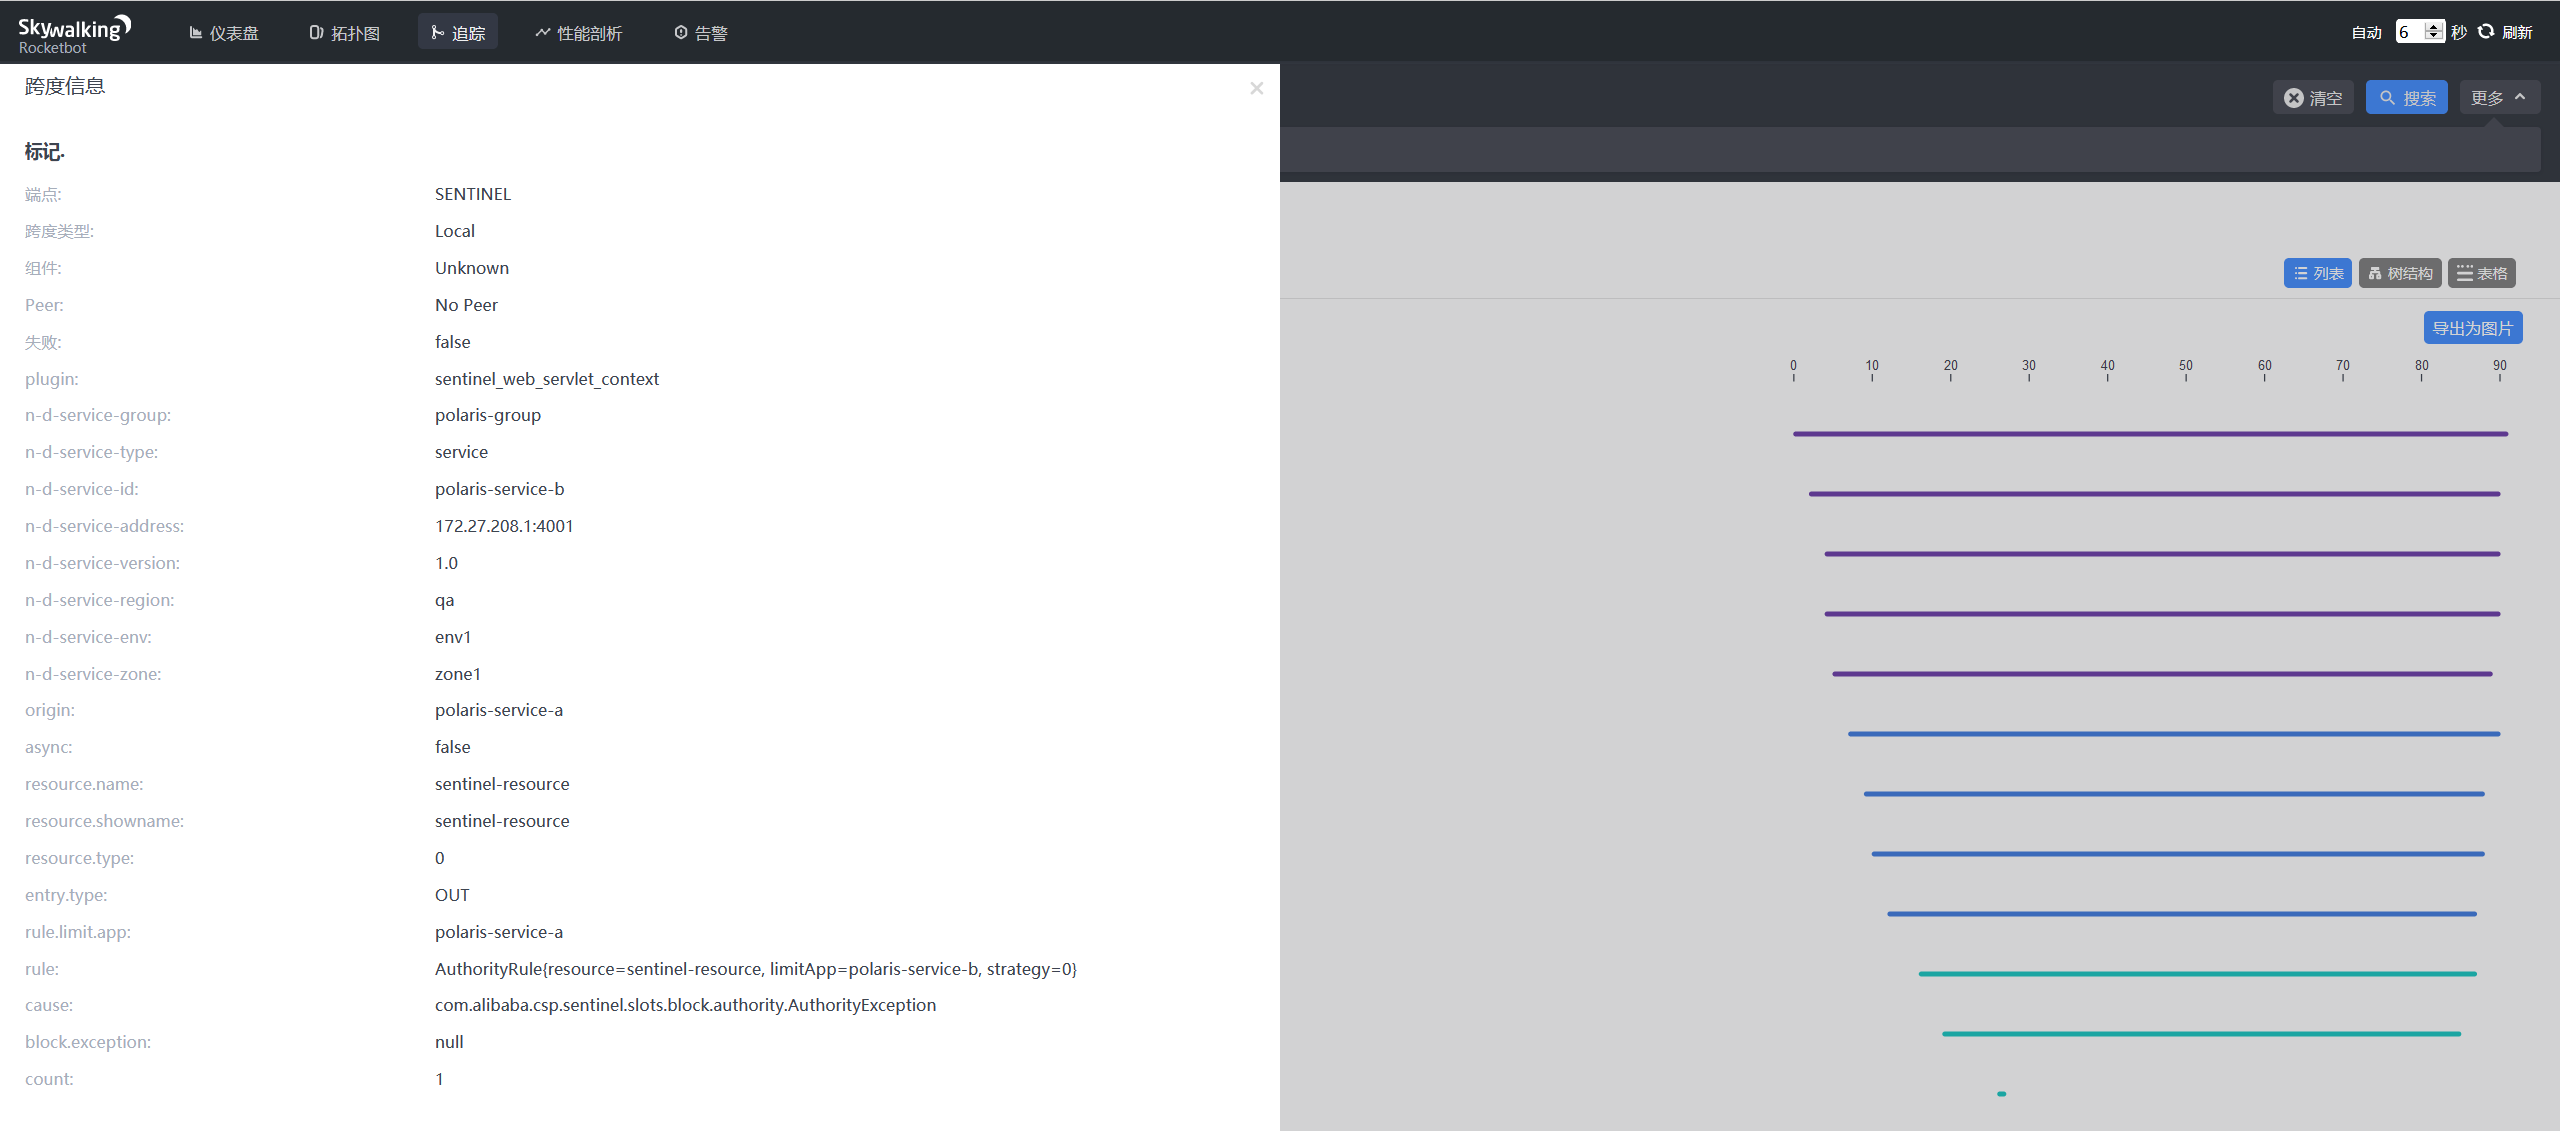 Skywalking
Rocketbot
仪表盘
拓扑图
追踪
性能剖析
告警
自动 6 秒 刷新
跨度信息
清空
搜索
更多
标记.
端点: SENTINEL
跨度类型: Local
组件: Unknown
Peer: No Peer
失败: false
plugin: sentinel_web_servlet_context
n-d-service-group: polaris-group
n-d-service-type: service
n-d-service-id: polaris-service-b
n-d-service-address: 172.27.208.1:4001
n-d-service-version: 1.0
n-d-service-region: qa
n-d-service-env: env1
n-d-service-zone: zone1
origin: polaris-service-a
async: false
resource.name: sentinel-resource
resource.showname: sentinel-resource
resource.type: 0
entry.type: OUT
rule.limit.app: polaris-service-a
rule: AuthorityRule{resource=sentinel-resource, limitApp=polaris-service-b, strategy=0}
cause: com.alibaba.csp.sentinel.slots.block.authority.AuthorityException
block.exception: null
count: 1
列表
树结构
表格
导出为图片
0 10 20 30 40 50 60 70 80 90